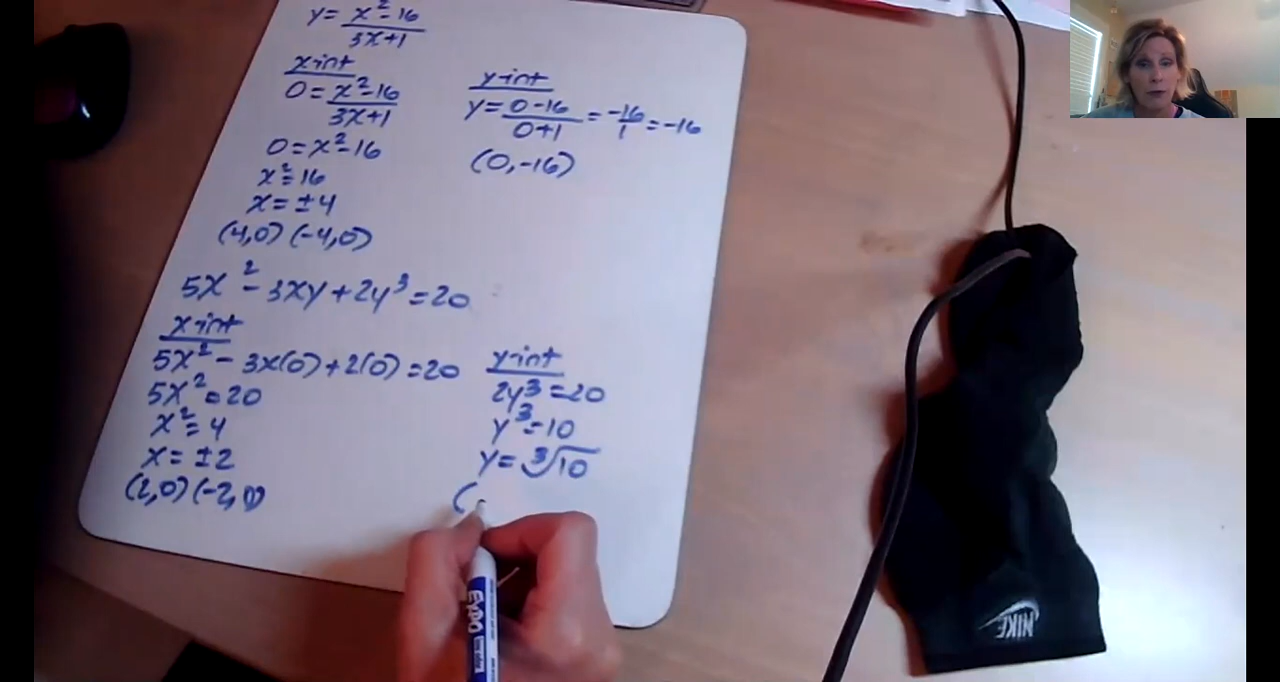 y = x² - 16 / 3x + 1
x-int
0 = x² - 16 / 3x + 1
0 = x² - 16
x² = 16
x = ±4
(4,0) (-4,0)
y-int
y = 0 - 16 / 0 + 1 = -16 / 1 = -16
(0, -16)
5x² - 3xy + 2y³ = 20
x-int
5x² - 3x(0) + 2(0) = 20
5x² = 20
x² = 4
x = ±2
(2,0) (-2,0)
y-int
2y³ = 20
y³ = 10
y = ∛10
(
EXPO
NIKE